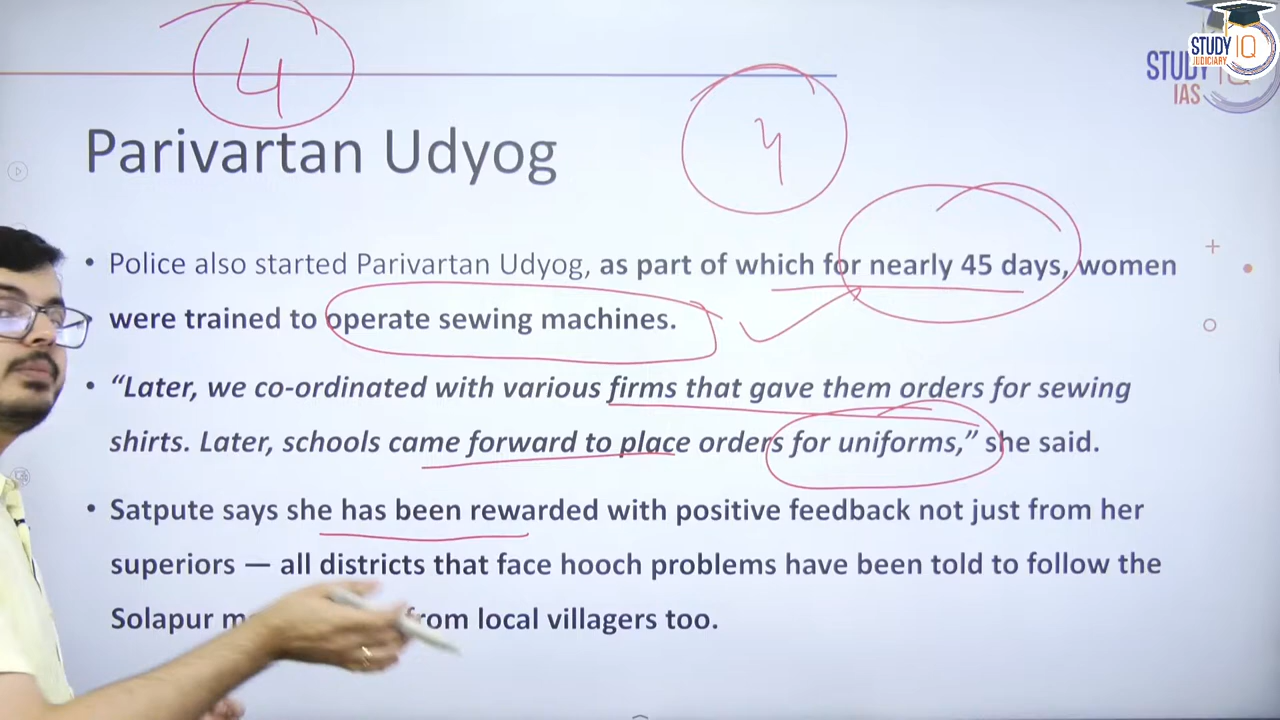 4
STUDY IQ
JUDICIARY
STUDY IQ
IAS
4
Parivartan Udyog
• Police also started Parivartan Udyog, as part of which for nearly 45 days, women
were trained to operate sewing machines.
• “Later, we co-ordinated with various firms that gave them orders for sewing
shirts. Later, schools came forward to place orders for uniforms,” she said.
• Satpute says she has been rewarded with positive feedback not just from her
superiors — all districts that face hooch problems have been told to follow the
Solapur from local villagers too.